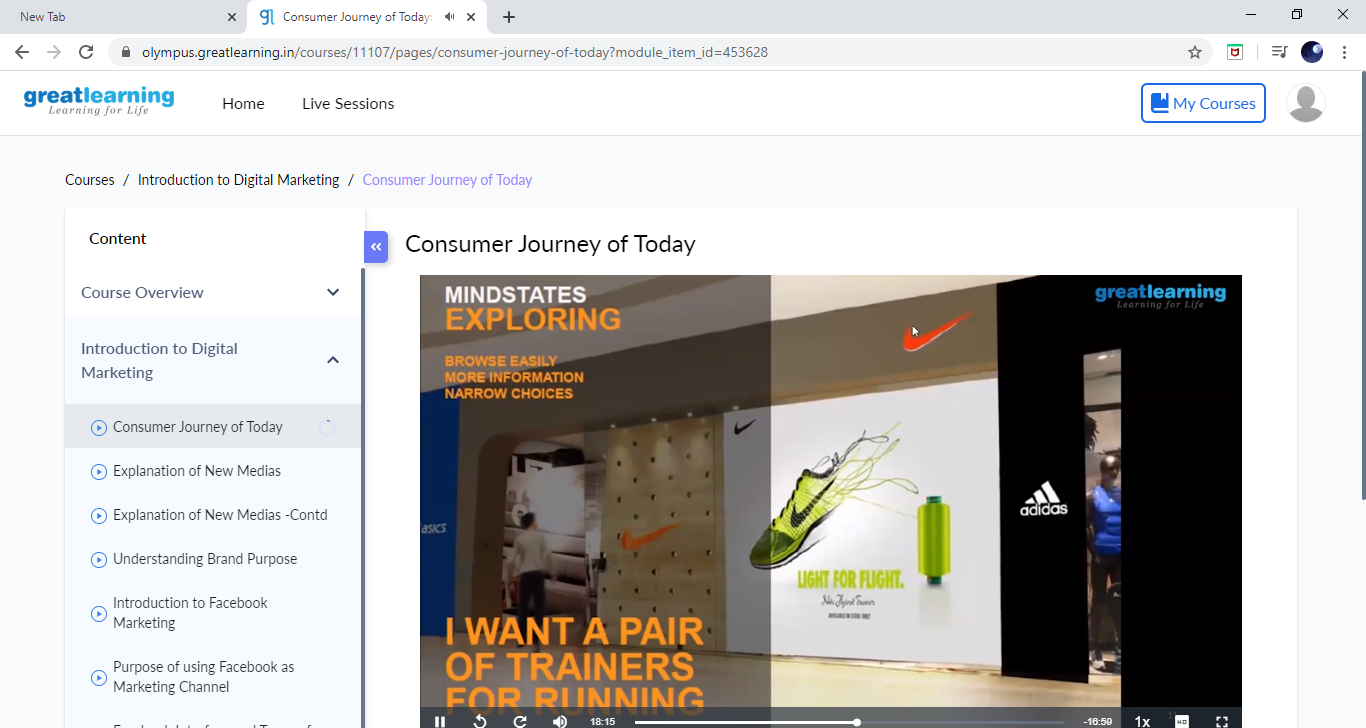 New Tab
Consumer Journey of Today
olympus.greatlearning.in/courses/11107/pages/consumer-journey-of-today?module_item_id=453628
greatlearning
Learning for Life
Home
Live Sessions
My Courses
Courses / Introduction to Digital Marketing / Consumer Journey of Today
Content
Course Overview
Introduction to Digital
Marketing
Consumer Journey of Today
Explanation of New Medias
Explanation of New Medias -Contd
Understanding Brand Purpose
Introduction to Facebook
Marketing
Purpose of using Facebook as
Marketing Channel
Consumer Journey of Today
MINDSTATES
EXPLORING
BROWSE EASILY
MORE INFORMATION
NARROW CHOICES
greatlearning
Learning for Life
asics
adidas
LIGHT FOR FLIGHT.
I WANT A PAIR
OF TRAINERS
FOR RUNNING
18:15
-16:59
1x
HD